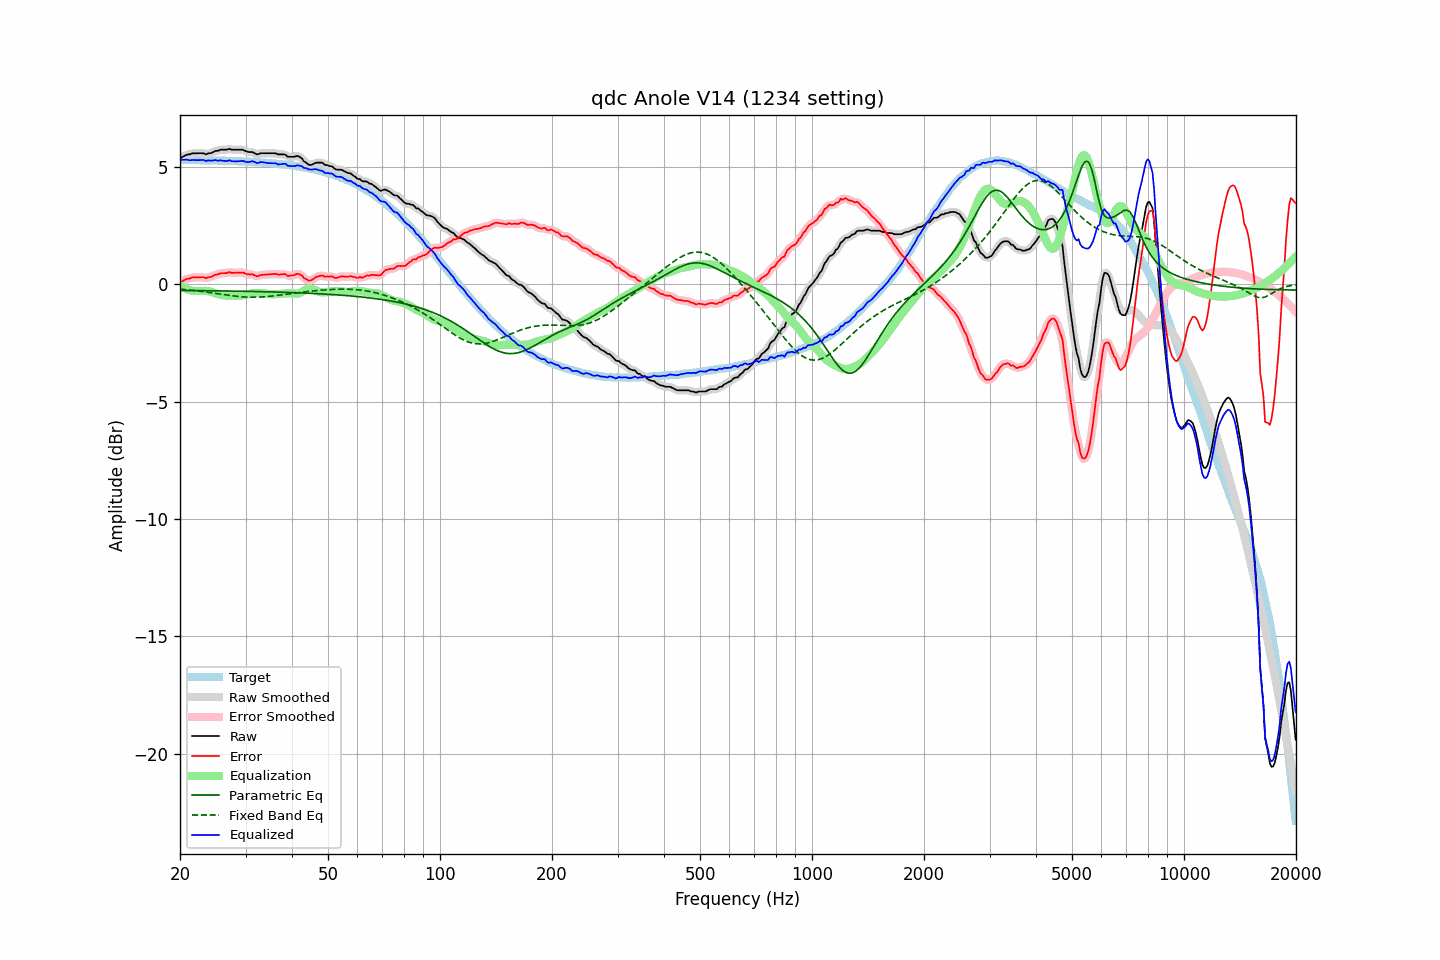 qdc Anole V14 (1234 setting)
Amplitude (dBr)
5
0
−5
−10
−15
−20
Target
Raw Smoothed
Error Smoothed
Raw
Error
Equalization
Parametric Eq
Fixed Band Eq
Equalized
20 50 100 200 500 1000 2000 5000 10000 20000
Frequency (Hz)